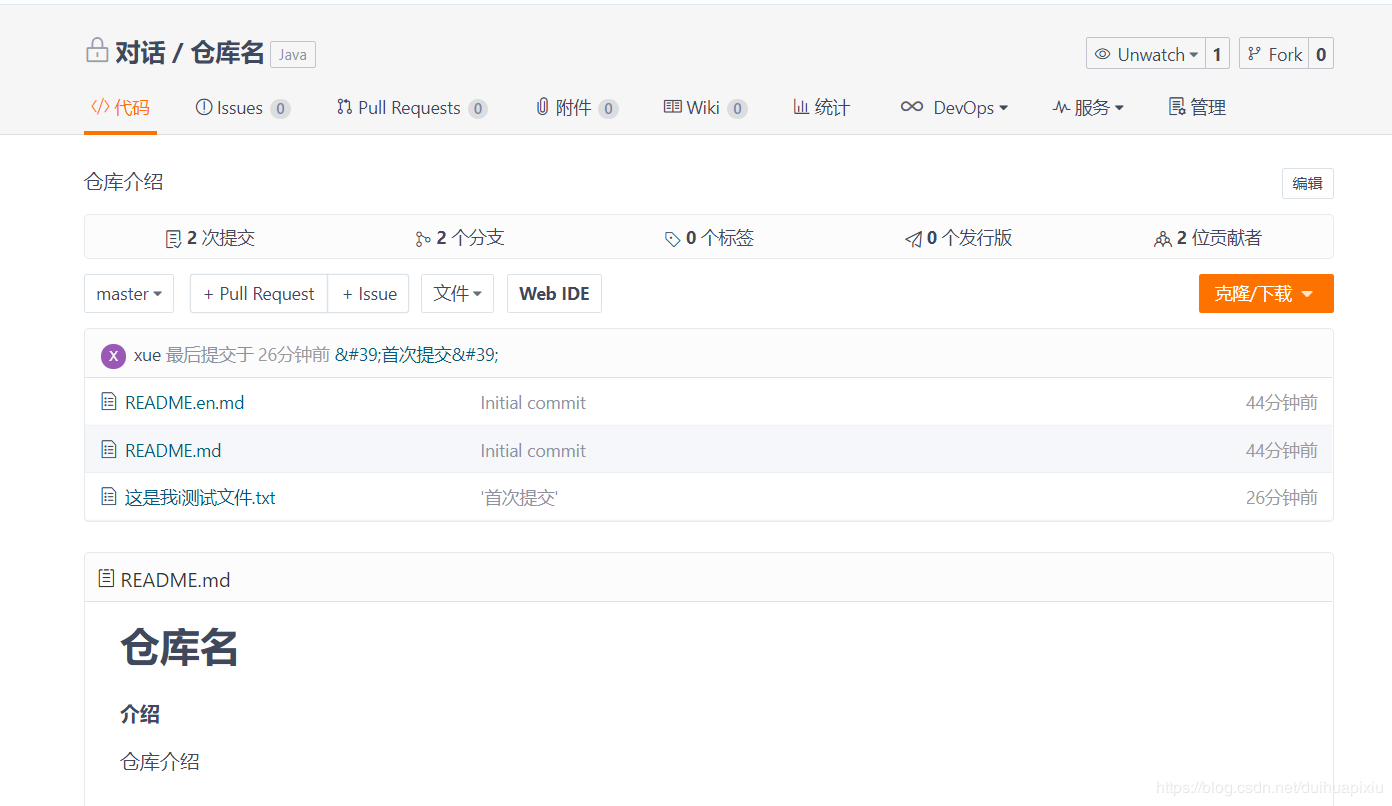 对话 / 仓库名 Java Unwatch 1 Fork 0
代码 Issues 0 Pull Requests 0 附件 0 Wiki 0 统计 DevOps 服务 管理
仓库介绍 编辑
2 次提交 2 个分支 0 个标签 0 个发行版 2 位贡献者
master + Pull Request + Issue 文件 Web IDE 克隆/下载
X xue 最后提交于 26分钟前 &#39;首次提交&#39;
README.en.md Initial commit 44分钟前
README.md Initial commit 44分钟前
这是我i测试文件.txt '首次提交' 26分钟前
README.md
仓库名
介绍
仓库介绍
https://blog.csdn.net/duihuapixiu